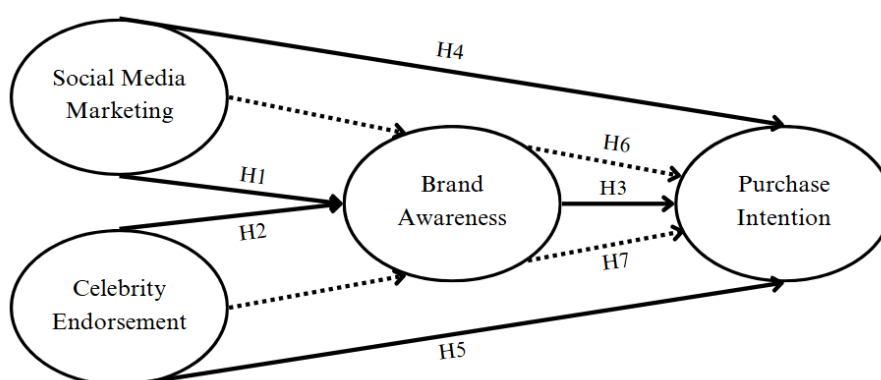 H4
Social Media
Marketing
H6
H1
Brand
Awareness
H3
Purchase
Intention
H2
H7
Celebrity
Endorsement
H5